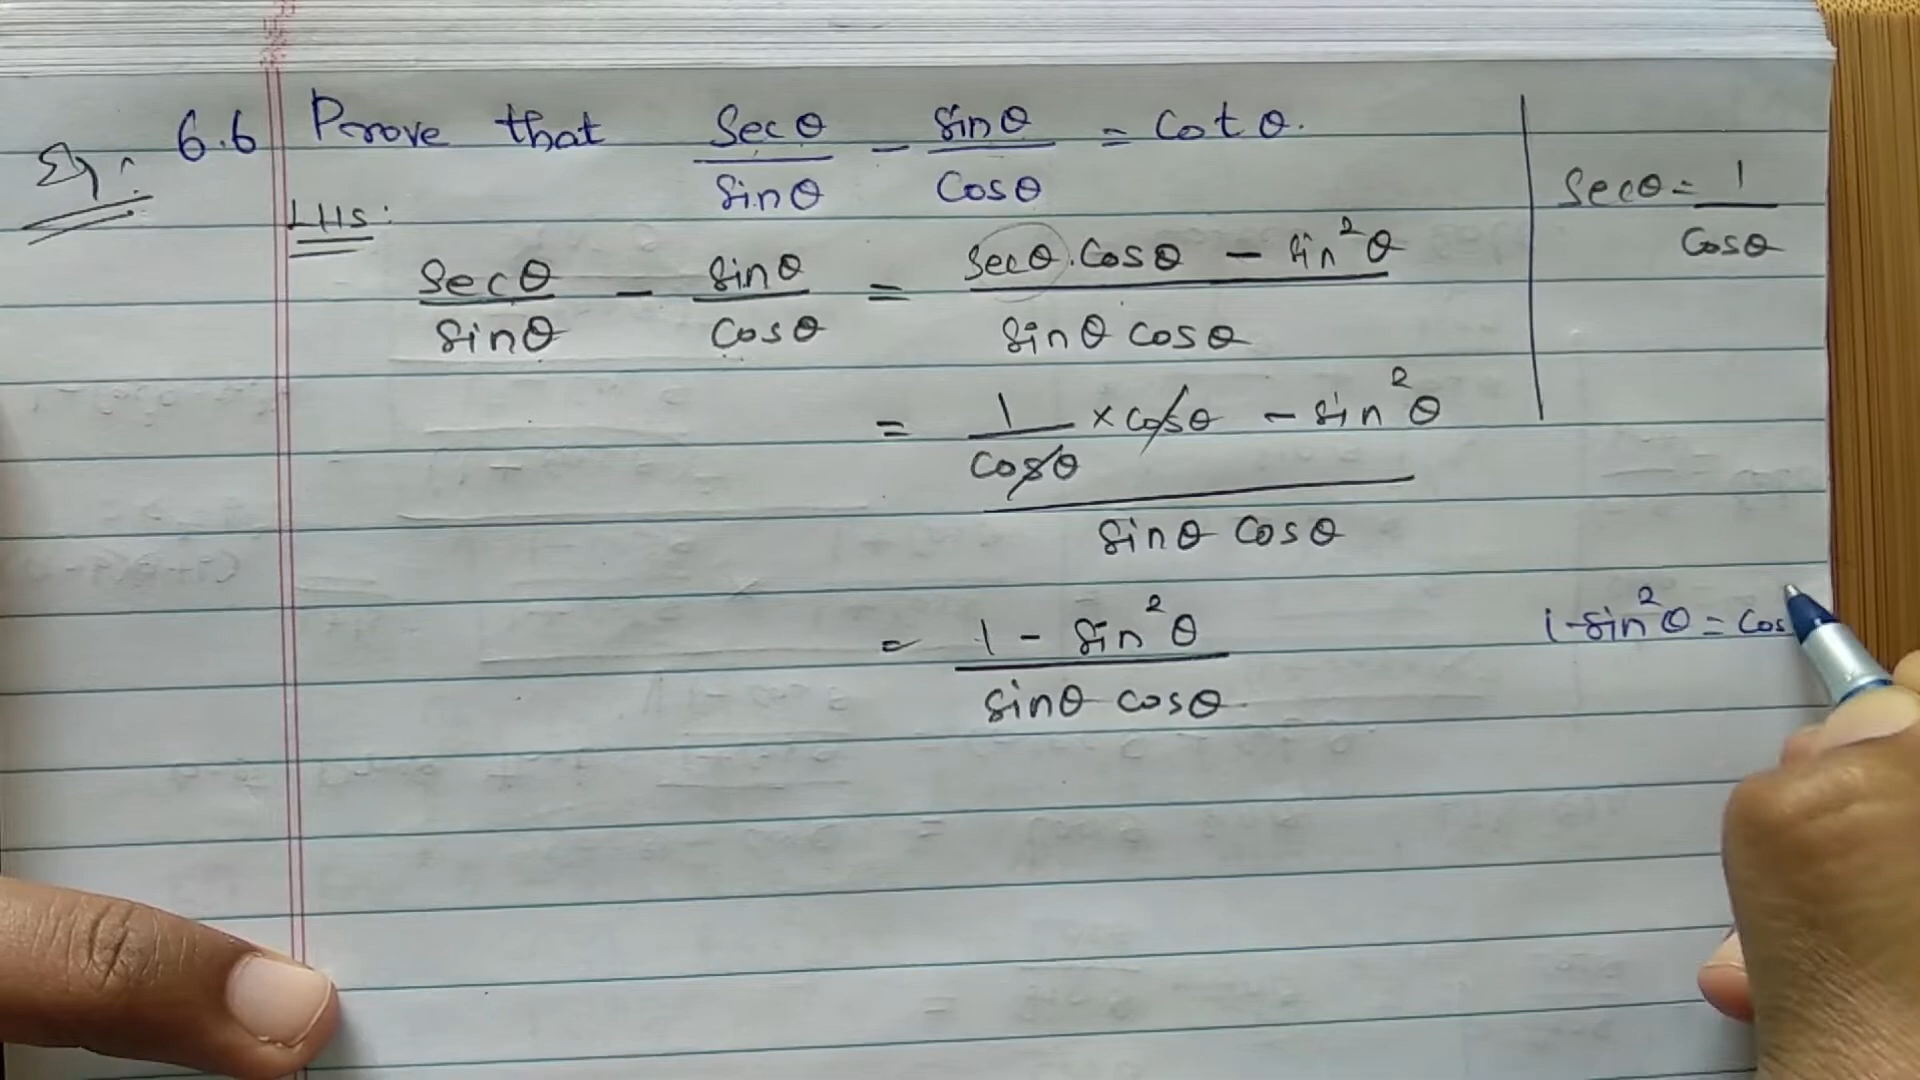 Eg: 6.6 Prove that secθ/sinθ - sinθ/cosθ = cotθ.
LHS:
secθ/sinθ - sinθ/cosθ = secθ.cosθ - sin²θ/sinθ cosθ
= 1/cosθ × cosθ - sin²θ/sinθ cosθ
= 1 - sin²θ/sinθ cosθ
secθ = 1/cosθ
1-sin²θ = cos